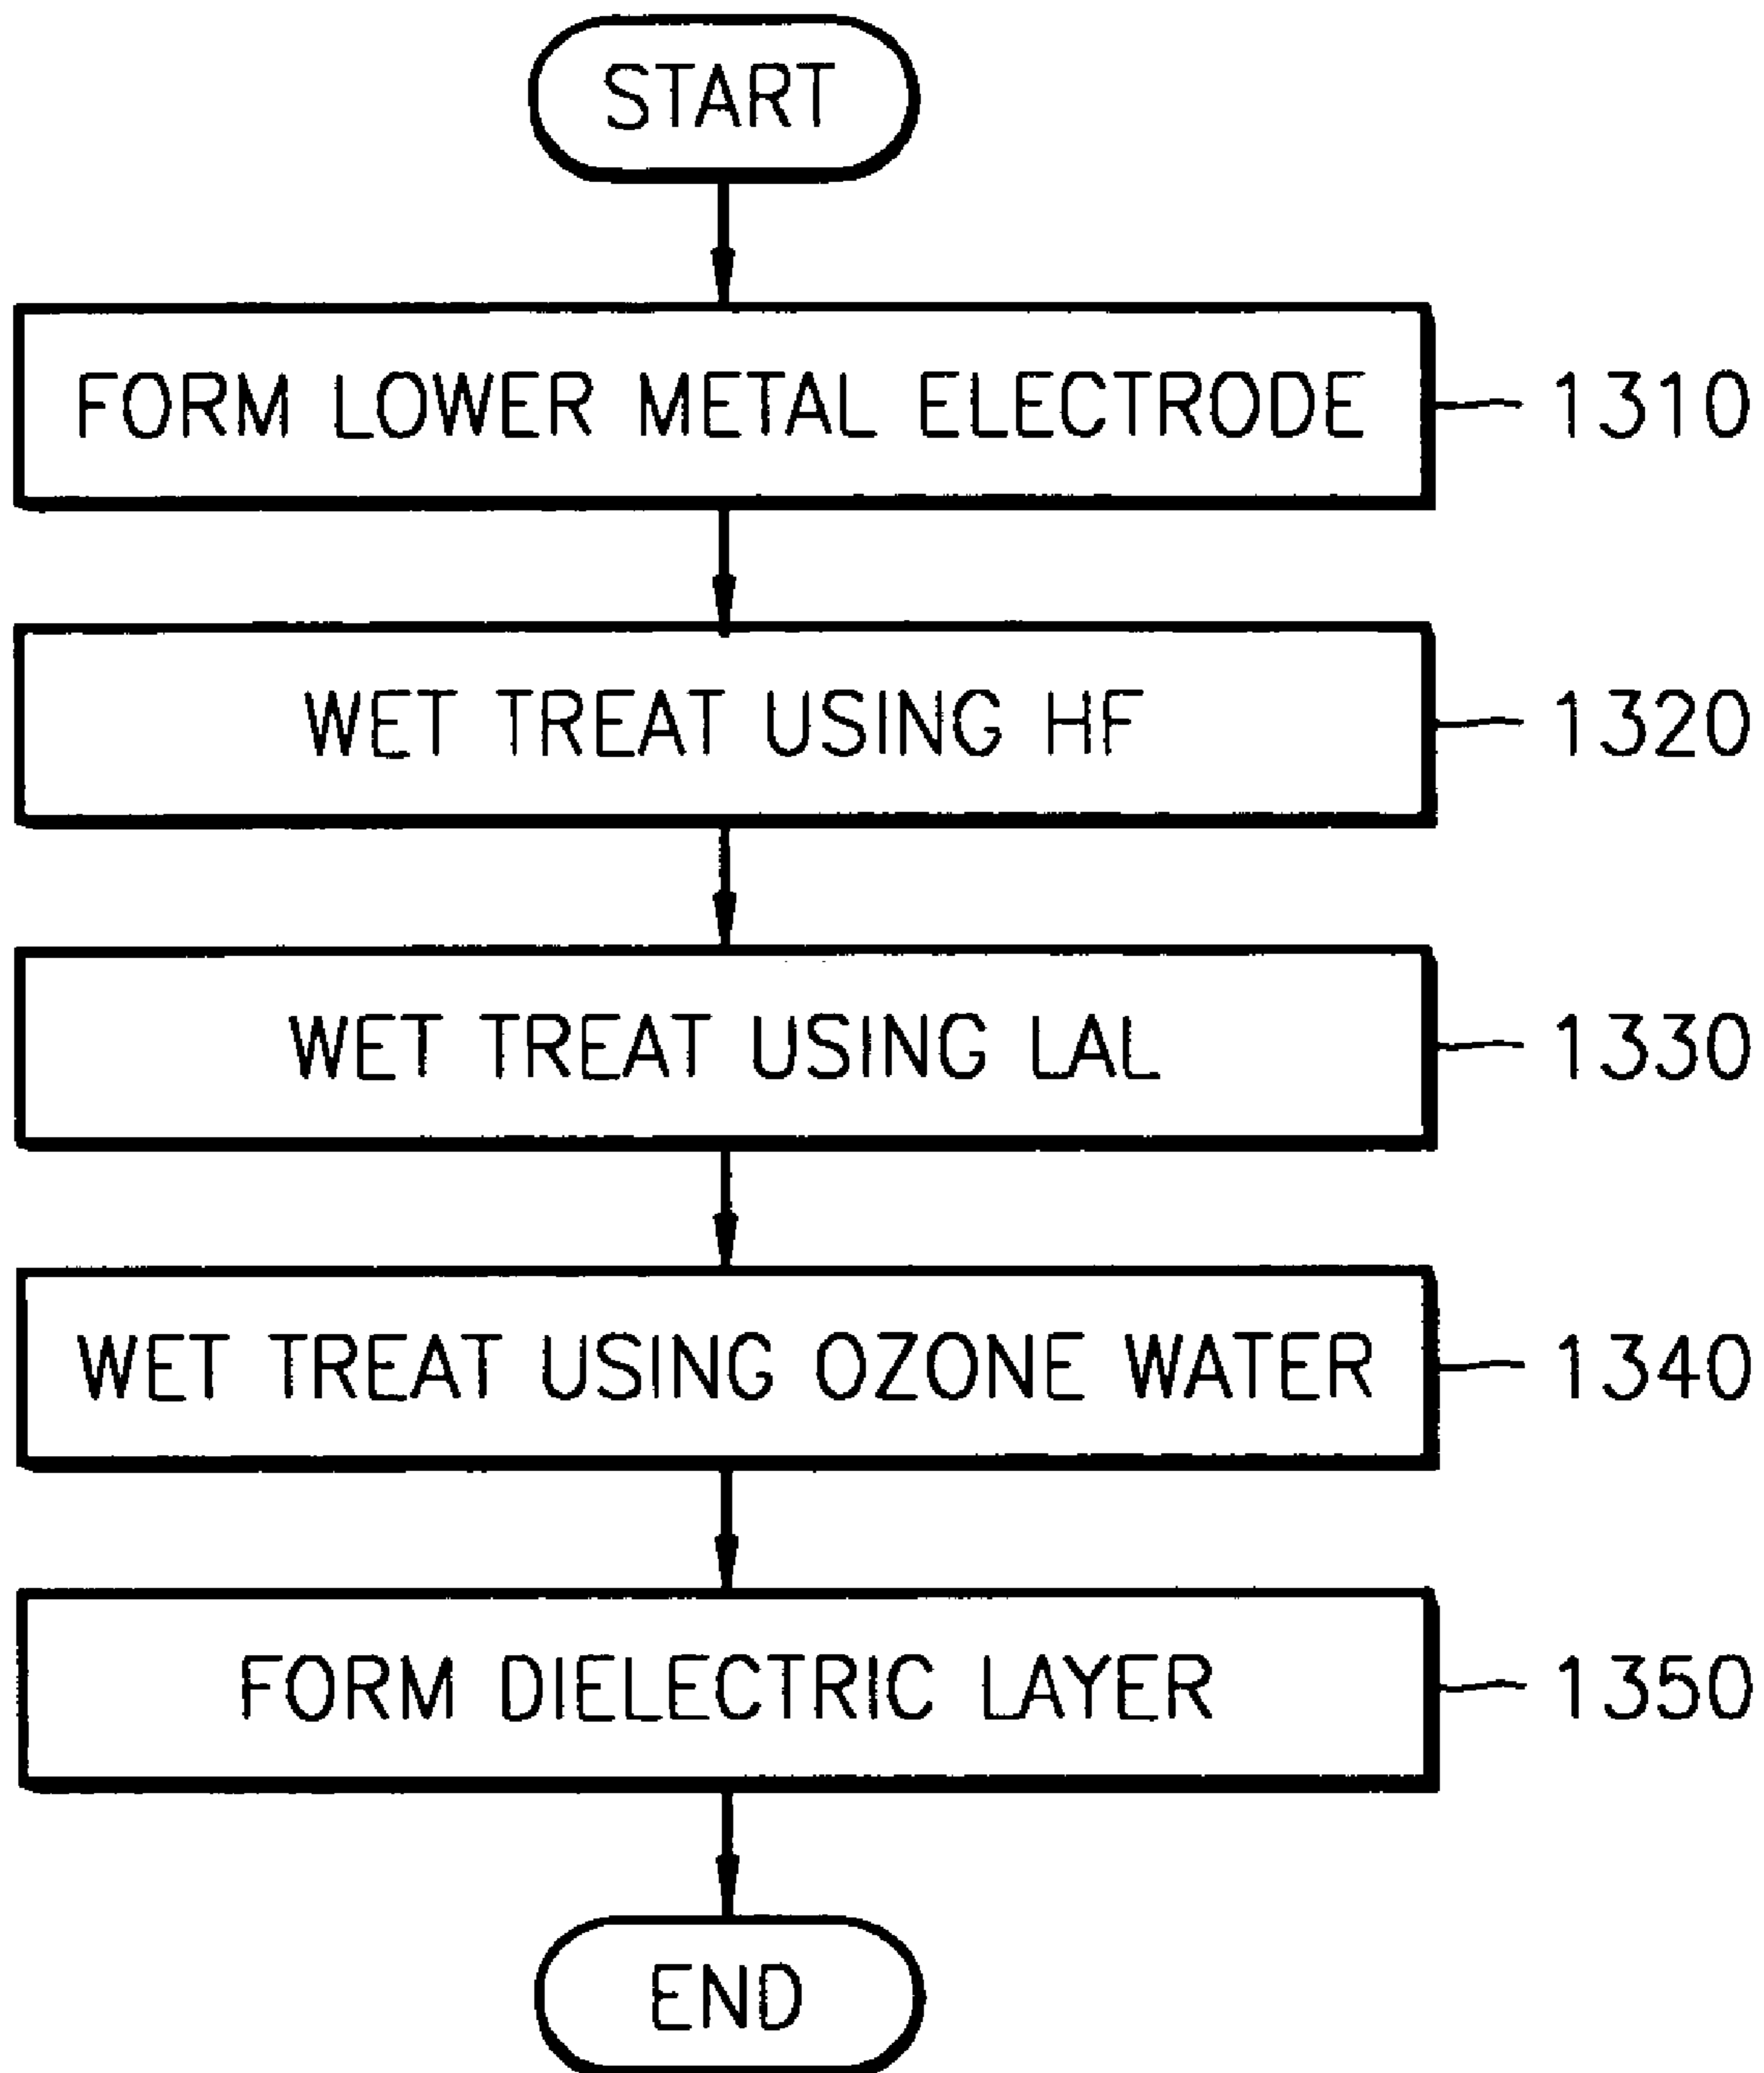 START
FORM LOWER METAL ELECTRODE 1310
WET TREAT USING HF 1320
WET TREAT USING LAL 1330
WET TREAT USING OZONE WATER 1340
FORM DIELECTRIC LAYER 1350
END